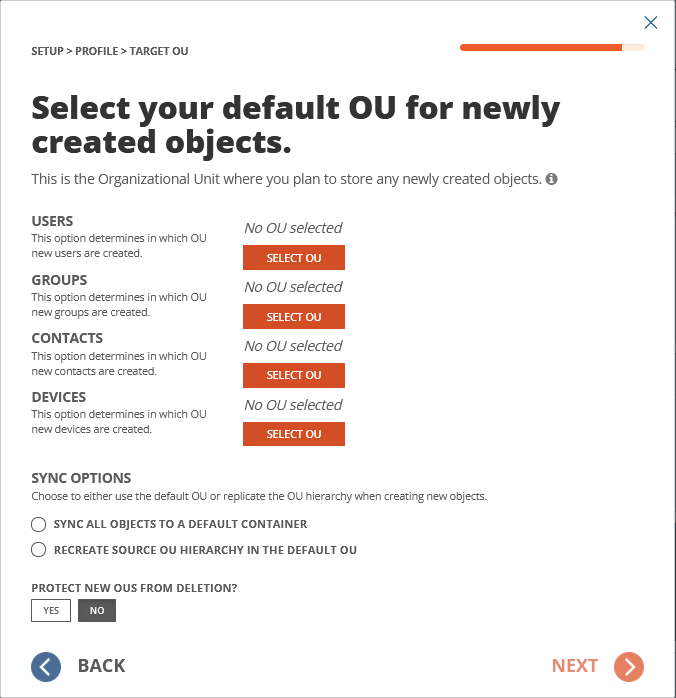 SETUP > PROFILE > TARGET OU
Select your default OU for newly
created objects.
This is the Organizational Unit where you plan to store any newly created objects.
USERS
This option determines in which OU
new users are created.
No OU selected
SELECT OU
GROUPS
This option determines in which OU
new groups are created.
No OU selected
SELECT OU
CONTACTS
This option determines in which OU
new contacts are created.
No OU selected
SELECT OU
DEVICES
This option determines in which OU
new devices are created.
No OU selected
SELECT OU
SYNC OPTIONS
Choose to either use the default OU or replicate the OU hierarchy when creating new objects.
SYNC ALL OBJECTS TO A DEFAULT CONTAINER
RECREATE SOURCE OU HIERARCHY IN THE DEFAULT OU
PROTECT NEW OUS FROM DELETION?
YES NO
BACK NEXT